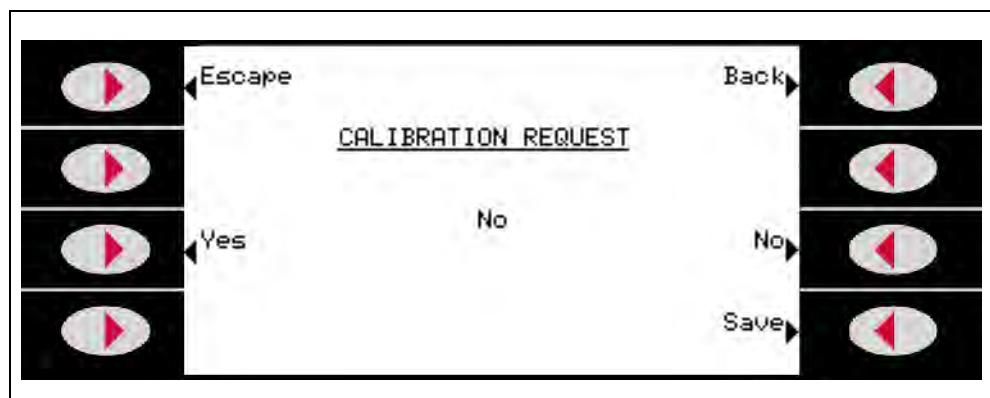 Escape
Back
CALIBRATION REQUEST
No
Yes
No
Save